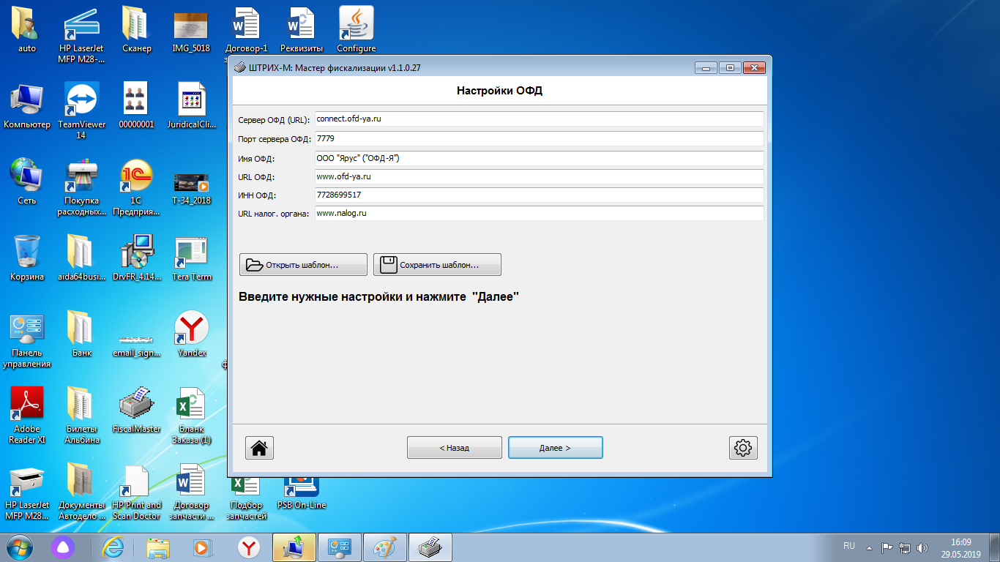 auto
HP LaserJet
MFP M28-...
Сканер
IMG_5018
Договор-1
Реквизиты
Configure
Компьютер
TeamViewer
14
00000001
JuridicalCli...
Сеть
Покупка
расходных...
1С
Предприя...
T-34_2018
Корзина
aida64busi...
DrvFR_4.14...
Tera Term
Панель
управления
Банк
email_sign...
Yandex
Adobe
Reader XI
Билеты
Альбина
FiscalMaster
Бланк
Заказа (1)
HP LaserJet
MFP M28...
Документы
Автодело ...
HP Print and
Scan Doctor
Договор
запчасти ...
Подбор
запчастей
PSB On-Line
ШТРИХ-М: Мастер фискализации v1.1.0.27
Настройки ОФД
Сервер ОФД (URL): connect.ofd-ya.ru
Порт сервера ОФД: 7779
Имя ОФД: ООО "Ярус" ("ОФД-Я")
URL ОФД: www.ofd-ya.ru
ИНН ОФД: 7728699517
URL налог. органа: www.nalog.ru
Открыть шаблон... Сохранить шаблон...
Введите нужные настройки и нажмите "Далее"
< Назад Далее >
RU
16:09
29.05.2019